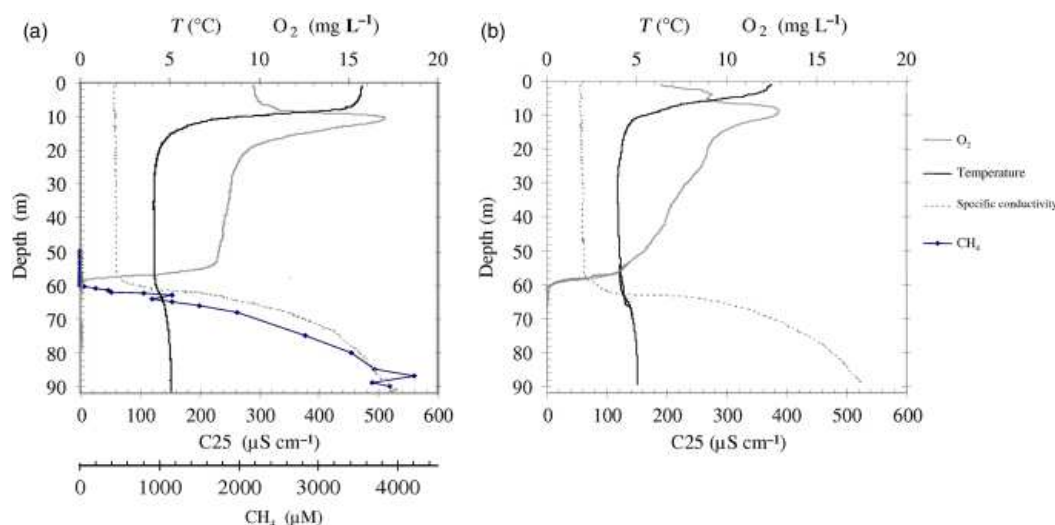 (a) T (°C) O₂ (mg L⁻¹)
0 5 10 15 20
Depth (m)
0
10
20
30
40
50
60
70
80
90
0 100 200 300 400 500 600
C25 (µS cm⁻¹)
0 1000 2000 3000 4000
CH₄ (µM)
(b) T (°C) O₂ (mg L⁻¹)
0 5 10 15 20
Depth (m)
0
10
20
30
40
50
60
70
80
90
0 100 200 300 400 500 600
C25 (µS cm⁻¹)
O₂
Temperature
Specific conductivity
CH₄